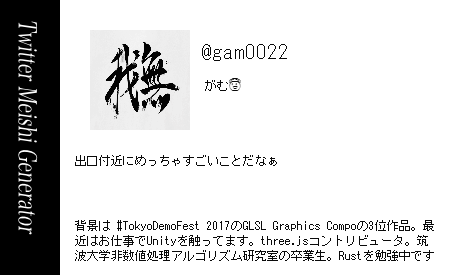 Twitter Meishi Generator
我無
@gam0022
がむ
出口付近にめっちゃすごいことだなぁ
背景は #TokyoDemoFest 2017のGLSL Graphics Compoの3位作品。最
近はお仕事でUnityを触ってます。three.jsコントリビュータ。筑
波大学非数値処理アルゴリズム研究室の卒業生。Rustを勉強中です